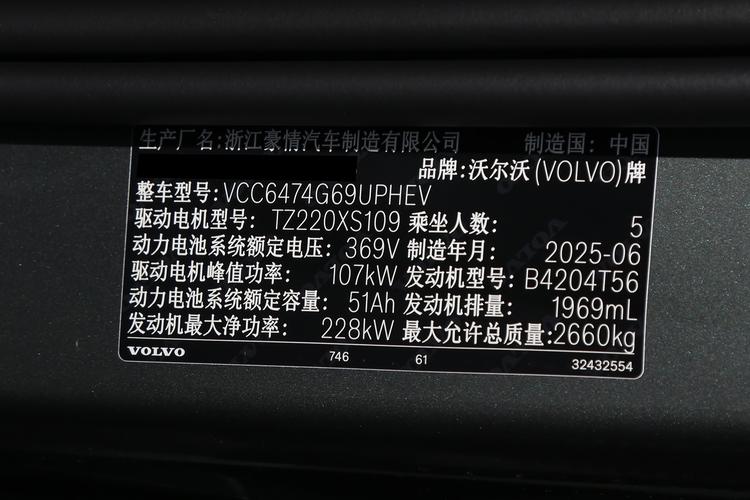 生产厂名:浙江豪情汽车制造有限公司 制造国: 中国
品牌:沃尔沃(VOLVO)牌
整车型号:VCC6474G69UPHEV
驱动电机型号: TZ220XS109 乘坐人数: 5
动力电池系统额定电压: 369V 制造年月: 2025-06
驱动电机峰值功率: 107kW 发动机型号: B4204T56
动力电池系统额定容量: 51Ah 发动机排量: 1969mL
发动机最大净功率: 228kW 最大允许总质量:2660kg
VOLVO 746 61 32432554